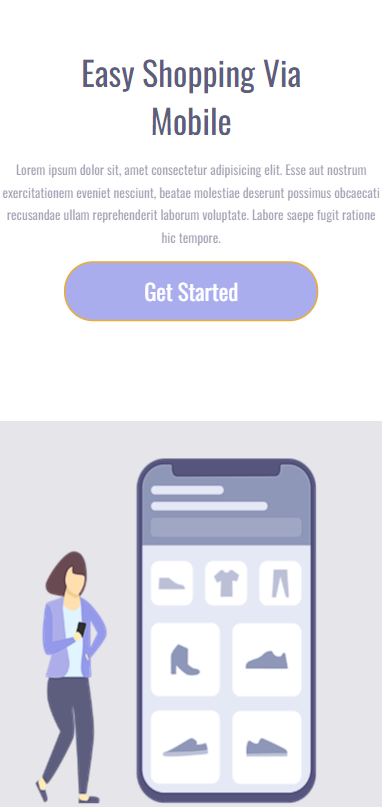 Easy Shopping Via
Mobile
Lorem ipsum dolor sit, amet consectetur adipisicing elit. Esse aut nostrum
exercitationem eveniet nesciunt, beatae molestiae deserunt possimus obcaecati
recusandae ullam reprehenderit laborum voluptate. Labore saepe fugit ratione
hic tempore.
Get Started